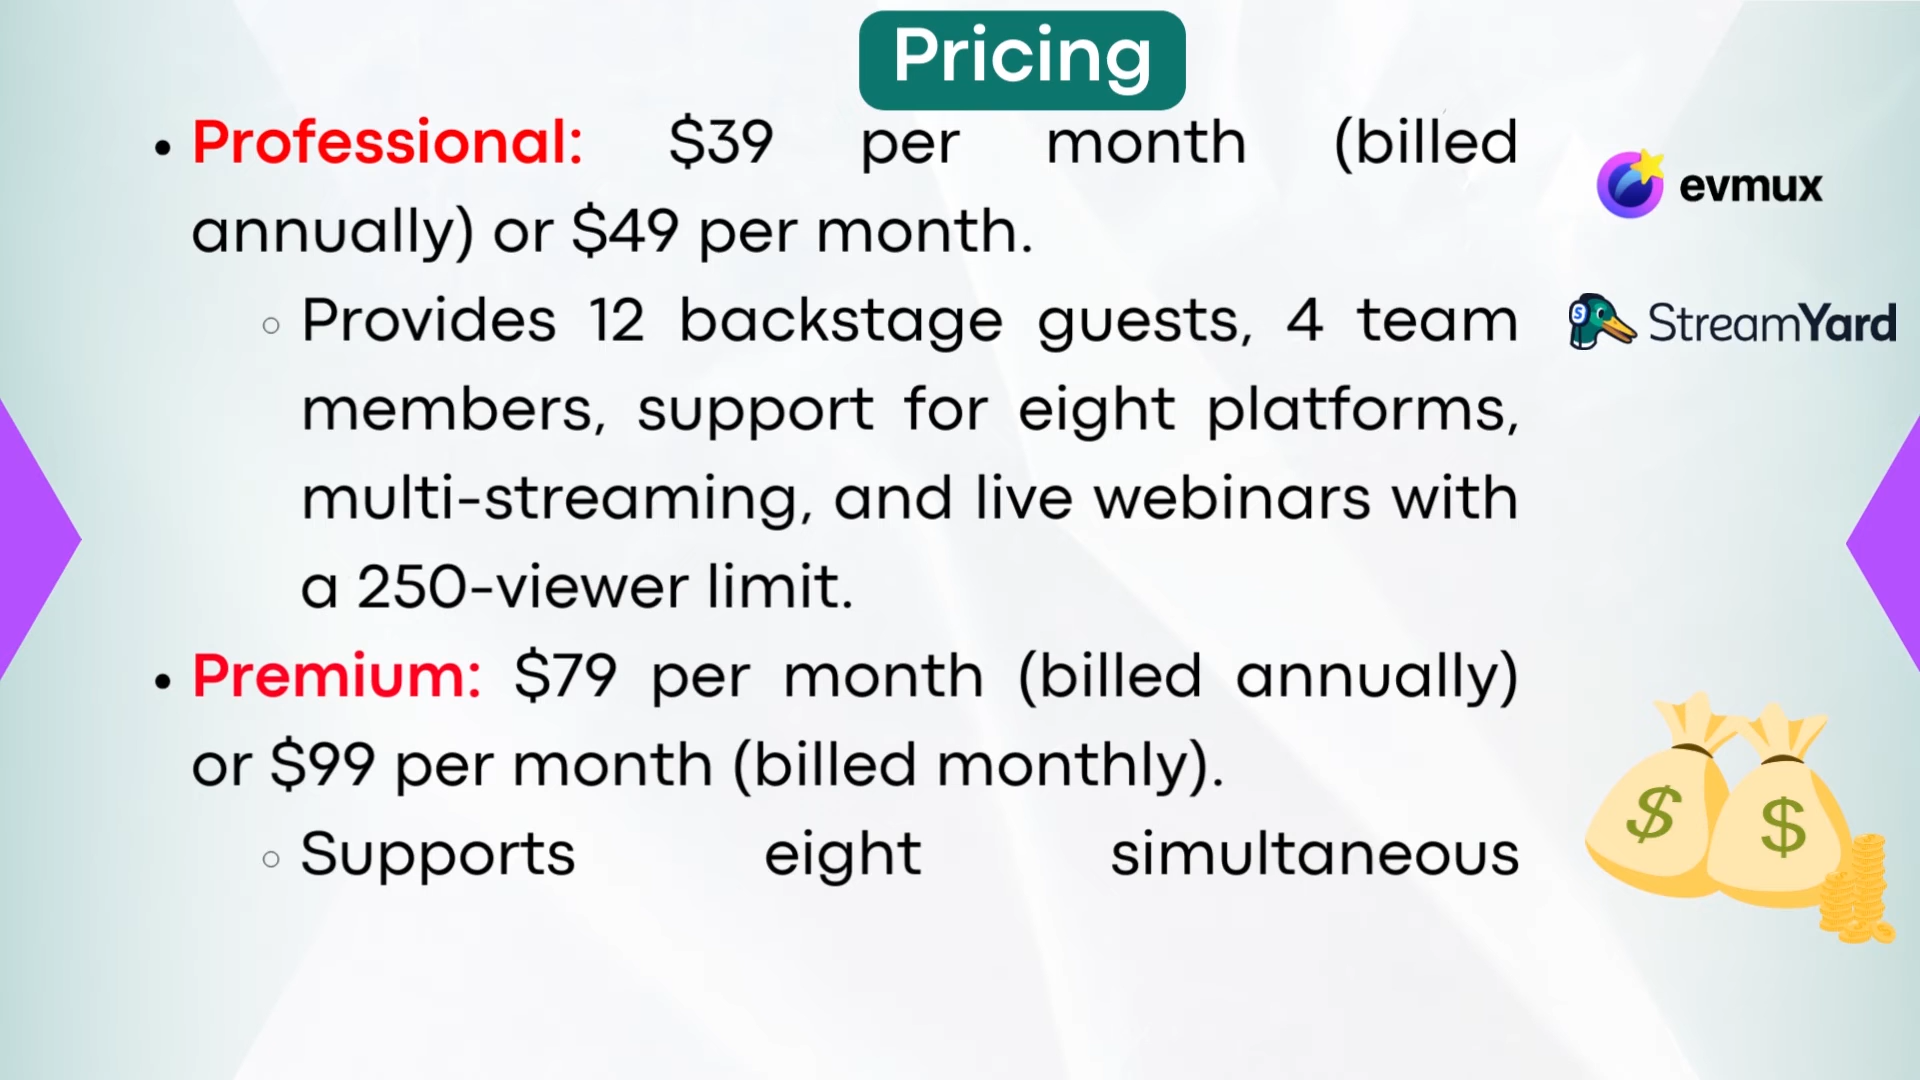 Pricing
Professional: $39 per month (billed
annually) or $49 per month.
Provides 12 backstage guests, 4 team
members, support for eight platforms,
multi-streaming, and live webinars with
a 250-viewer limit.
Premium: $79 per month (billed annually)
or $99 per month (billed monthly).
Supports eight simultaneous
evmux
S StreamYard
$ $